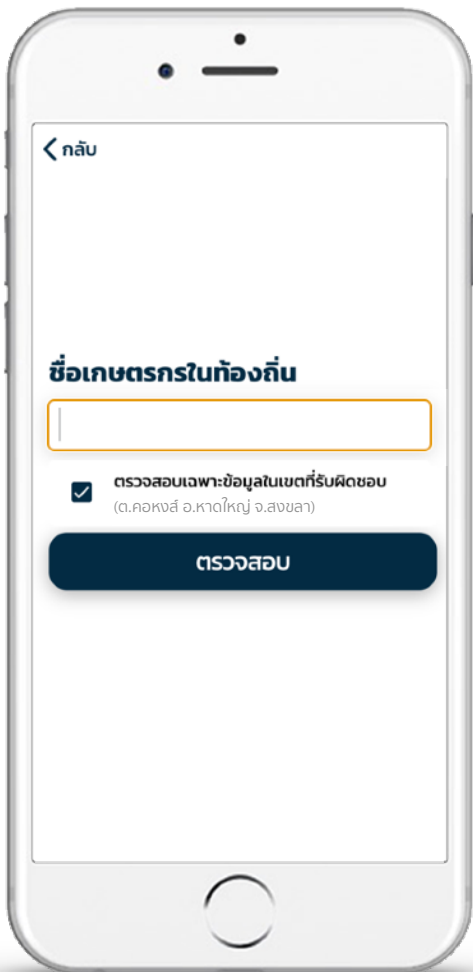 กลับ
ชื่อเกษตรกรในท้องถิ่น
ตรวจสอบเฉพาะข้อมูลในเขตที่รับผิดชอบ
(ต.คอหงส์ อ.หาดใหญ่ จ.สงขลา)
ตรวจสอบ